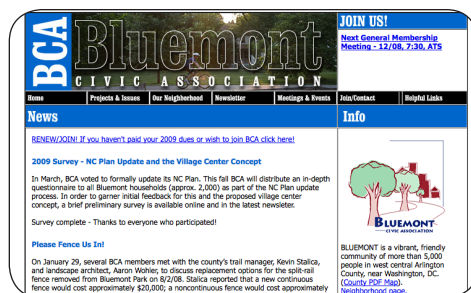 BCA
Bluemont
CIVIC ASSOCIATION
JOIN US!
Next General Membership
Meeting - 12/08, 7:30, ATS
Home
Projects & Issues
Our Neighborhood
Newsletter
Meetings & Events
Join/Contact
Helpful Links
News
RENEW/JOIN! If you haven't paid your 2009 dues or wish to join BCA click here!
2009 Survey - NC Plan Update and the Village Center Concept
In March, BCA voted to formally update its NC Plan. This fall BCA will distribute an in-depth
questionnaire to all Bluemont households (approx. 2,000) as part of the NC Plan update
process. In order to garner initial feedback for this and the proposed village center
concept, a brief preliminary survey is available online and in the latest newsletter.
Survey complete - Thanks to everyone who participated!
Please Fence Us In!
On January 29, several BCA members met with the county's trail manager, Kevin Stalica,
and landscape architect, Aaron Wohler, to discuss replacement options for the split-rail
fence removed from Bluemont Park on 8/2/08. Stalica reported that a new continuous
fence would cost approximately $20,000; a noncontinuous fence would cost approximately
Info
BLUEMONT
CIVIC ASSOCIATION
BLUEMONT is a vibrant, friendly
community of more than 5,000
people in west central Arlington
County, near Washington, DC.
(County PDF Map).
Neighborhood page.